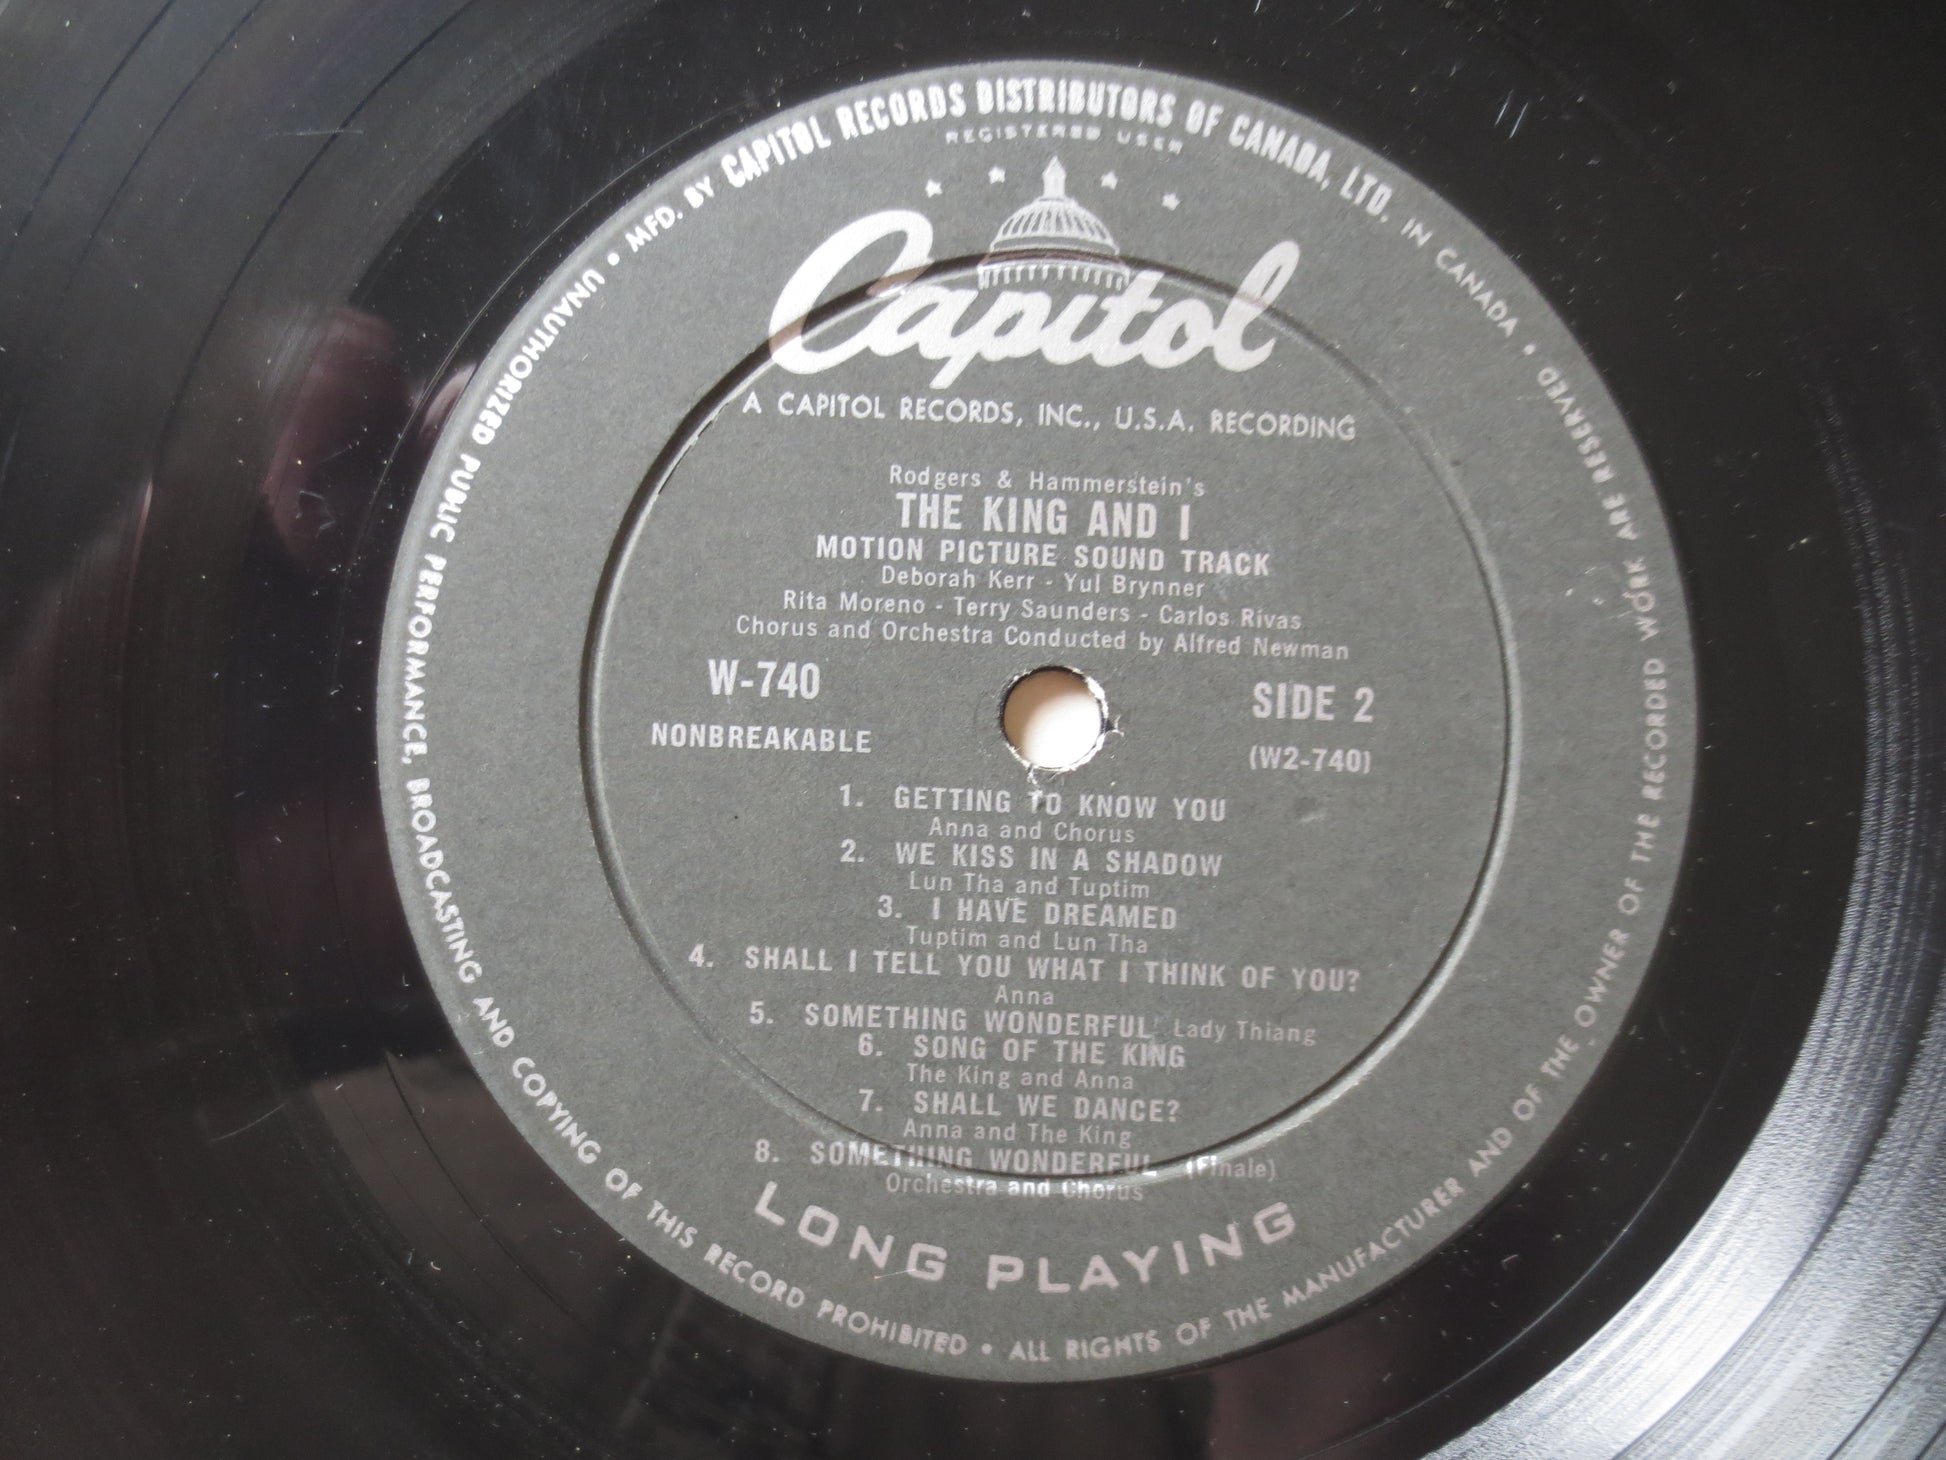 MFD. BY CAPITOL RECORDS DISTRIBUTORS OF CANADA, LTD. IN CANADA •
REGISTERED USER
Capitol
A CAPITOL RECORDS, INC., U.S.A. RECORDING
Rodgers & Hammerstein's
THE KING AND I
MOTION PICTURE SOUND TRACK
Deborah Kerr - Yul Brynner
Rita Moreno - Terry Saunders - Carlos Rivas
Chorus and Orchestra Conducted by Alfred Newman
W-740
SIDE 2
NONBREAKABLE
(W2-740)
1. GETTING TO KNOW YOU
Anna and Chorus
2. WE KISS IN A SHADOW
Lun Tha and Tuptim
3. I HAVE DREAMED
Tuptim and Lun Tha
4. SHALL I TELL YOU WHAT I THINK OF YOU?
Anna
5. SOMETHING WONDERFUL Lady Thiang
6. SONG OF THE KING
The King and Anna
7. SHALL WE DANCE?
Anna and The King
8. SOMETHING WONDERFUL (Finale)
Orchestra and Chorus
LONG PLAYING
UNAUTHORIZED PUBLIC PERFORMANCE, BROADCASTING AND COPYING OF THIS RECORD PROHIBITED • ALL RIGHTS OF THE MANUFACTURER AND OF THE OWNER OF THE RECORDED WORK ARE RESERVED •